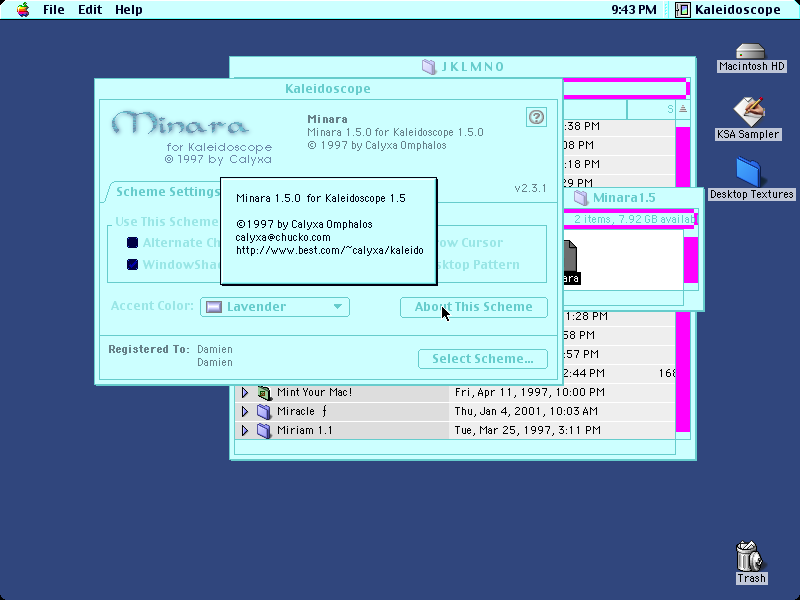 File Edit Help
9:43 PM
Kaleidoscope
JKLMNO
Macintosh HD
KSA Sampler
Desktop Textures
Kaleidoscope
Minara
for Kaleidoscope
© 1997 by Calyxa
Minara
Minara 1.5.0 for Kaleidoscope 1.5.0
© 1997 by Calyxa Omphalos
?
v2.3.1
Scheme Settings
Use This Scheme
Alternate Ch
WindowSha
ow Cursor
sktop Pattern
Minara 1.5.0 for Kaleidoscope 1.5
©1997 by Calyxa Omphalos
calyxa@chucko.com
http://www.best.com/~calyxa/kaleido
Accent Color:
Lavender
About This Scheme
Registered To: Damien
Damien
Select Scheme...
S
:38 PM
:08 PM
:18 PM
:29 PM
Minara1.5
2 items, 7.92 GB availab
ara
1:28 PM
:58 PM
:57 PM
2:44 PM 168
Mint Your Mac! Fri, Apr 11, 1997, 10:00 PM
Miracle ƒ Thu, Jan 4, 2001, 10:03 AM
Miriam 1.1 Tue, Mar 25, 1997, 3:11 PM
Trash